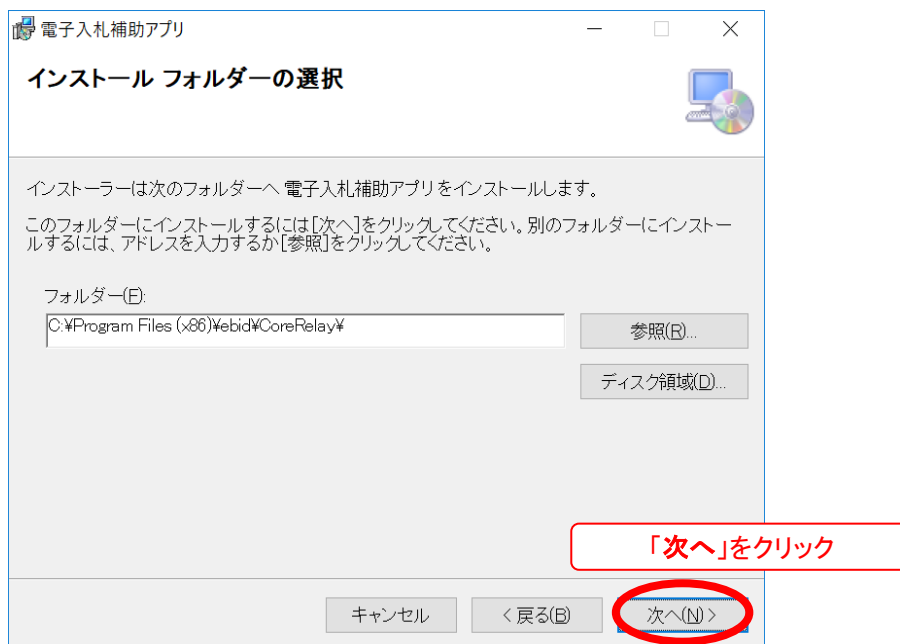 電子入札補助アプリ
インストール フォルダーの選択
インストーラーは次のフォルダーへ 電子入札補助アプリをインストールします。
このフォルダーにインストールするには[次へ]をクリックしてください。別のフォルダーにインストー
ルするには、アドレスを入力するか[参照]をクリックしてください。
フォルダー(F):
C:¥Program Files (x86)¥ebid¥CoreRelay¥
参照(R)...
ディスク領域(D)...
「次へ」をクリック
キャンセル
< 戻る(B)
次へ(N) >